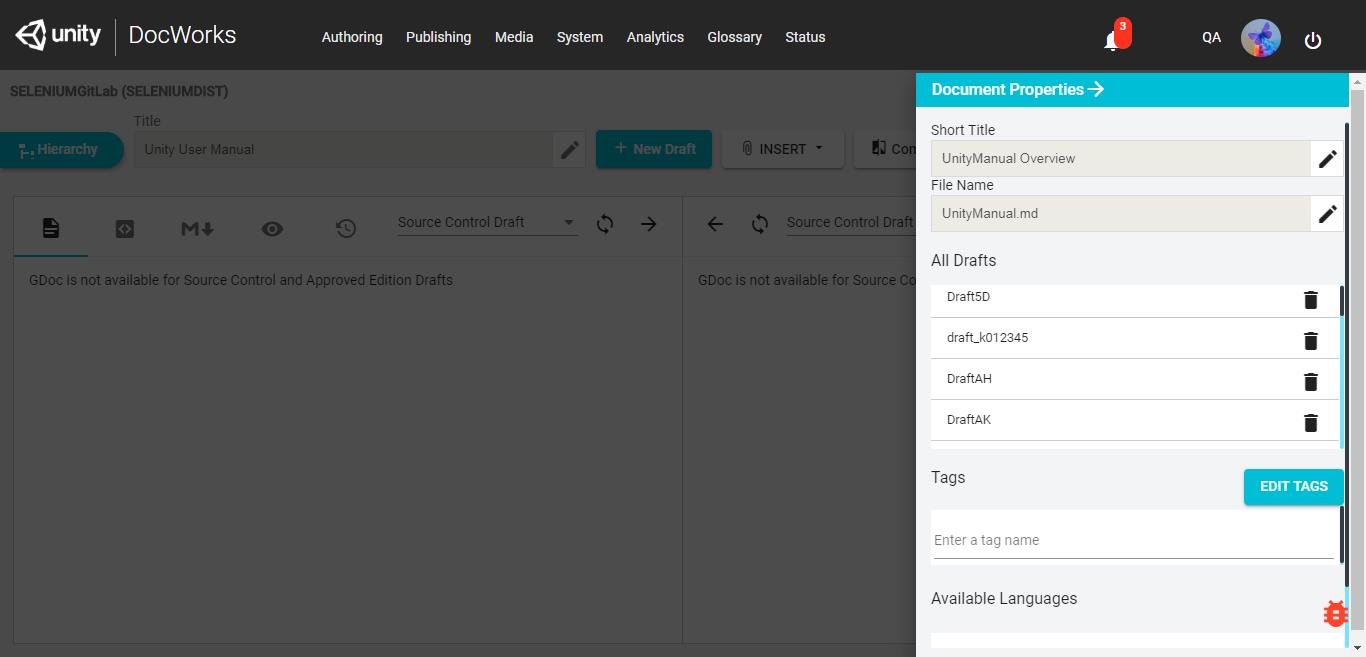 unity DocWorks Authoring Publishing Media System Analytics Glossary Status 3 QA
SELENIUMGitLab (SELENIUMDIST)
Title
Hierarchy Unity User Manual + New Draft INSERT Con
Source Control Draft Source Control Draft
GDoc is not available for Source Control and Approved Edition Drafts GDoc is not available for Source Co
Document Properties
Short Title
UnityManual Overview
File Name
UnityManual.md
All Drafts
Draft5D
draft_k012345
DraftAH
DraftAK
Tags EDIT TAGS
Enter a tag name
Available Languages